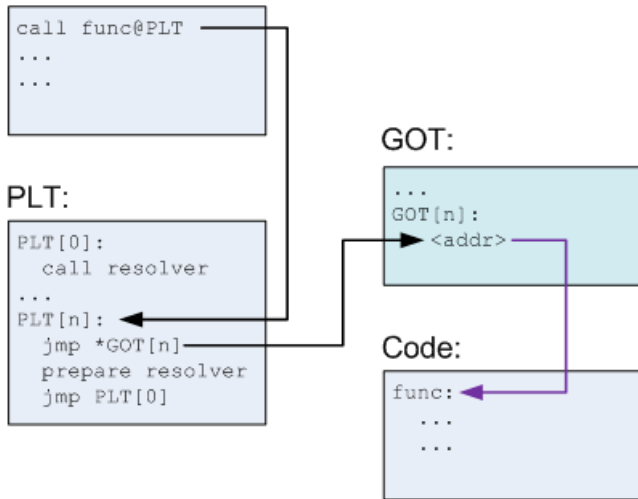 call func@PLT
...
...
PLT:
PLT[0]:
call resolver
...
PLT[n]:
jmp *GOT[n]
prepare resolver
jmp PLT[0]
GOT:
...
GOT[n]:
<addr>
Code:
func:
...
...